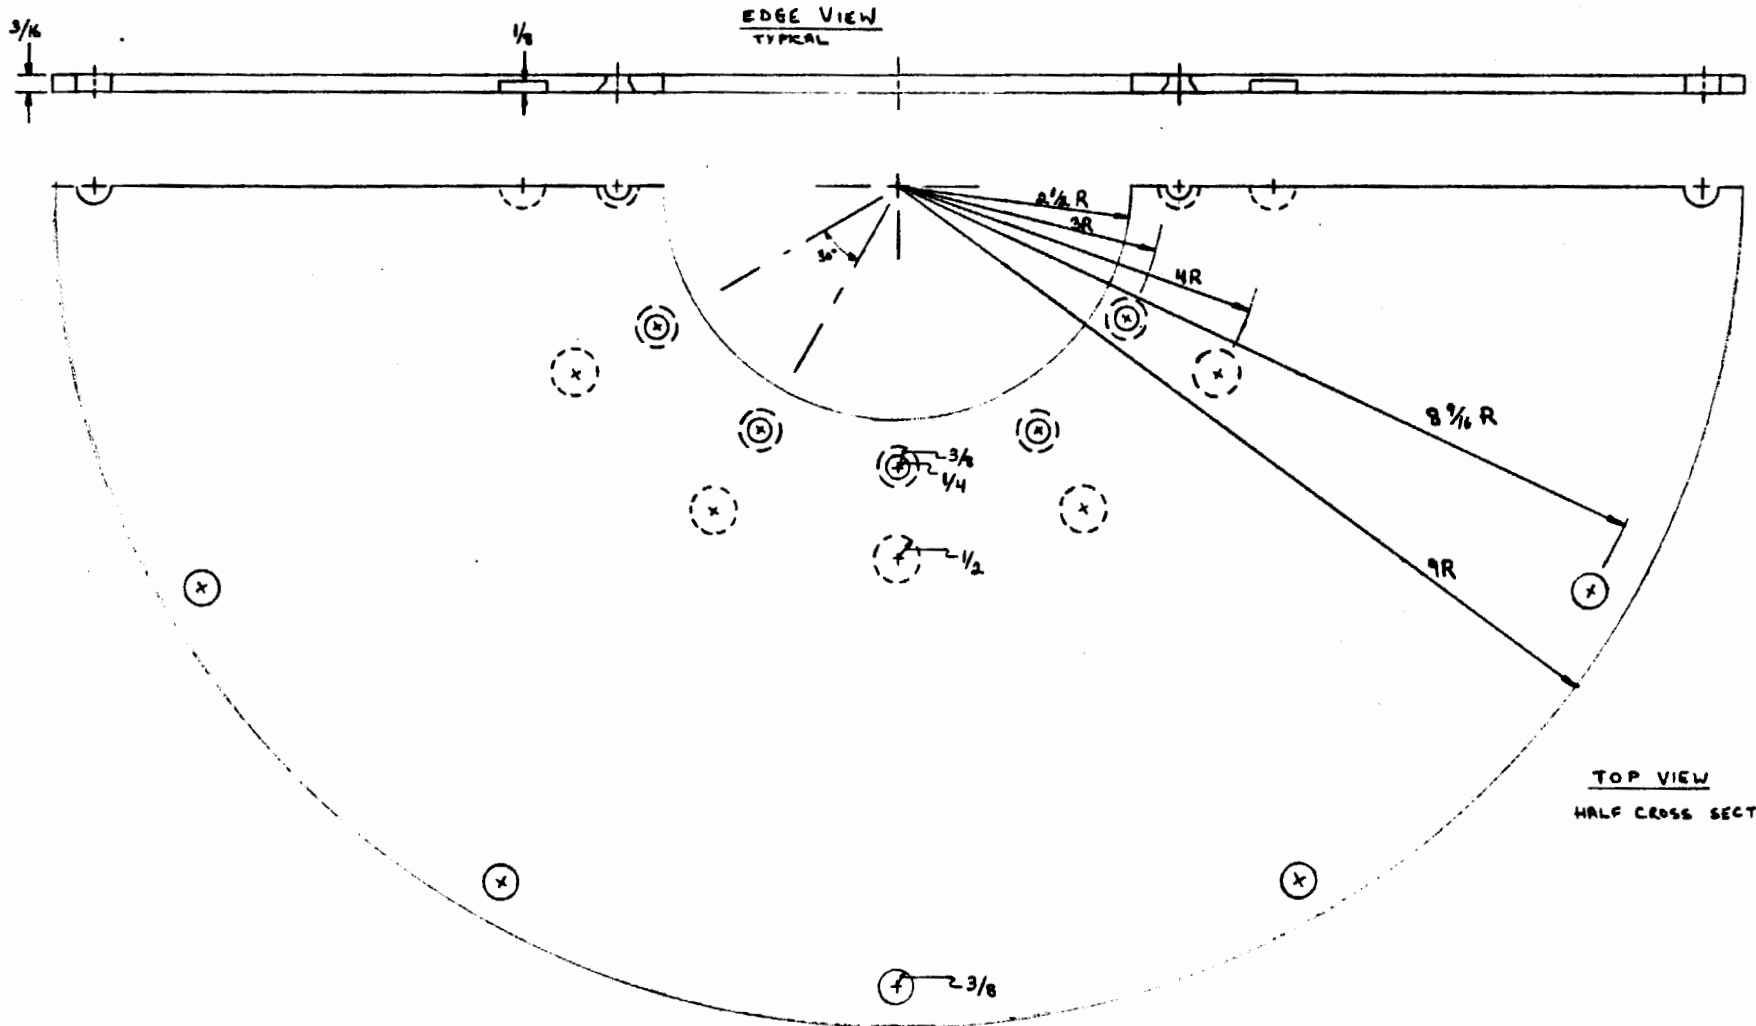 EDGE VIEW
TYPICAL
3/16
1/8
2 1/2 R
3R
30°
4R
8 9/16 R
3/8
1/4
1/2
9R
TOP VIEW
HALF CROSS SECT
3/8